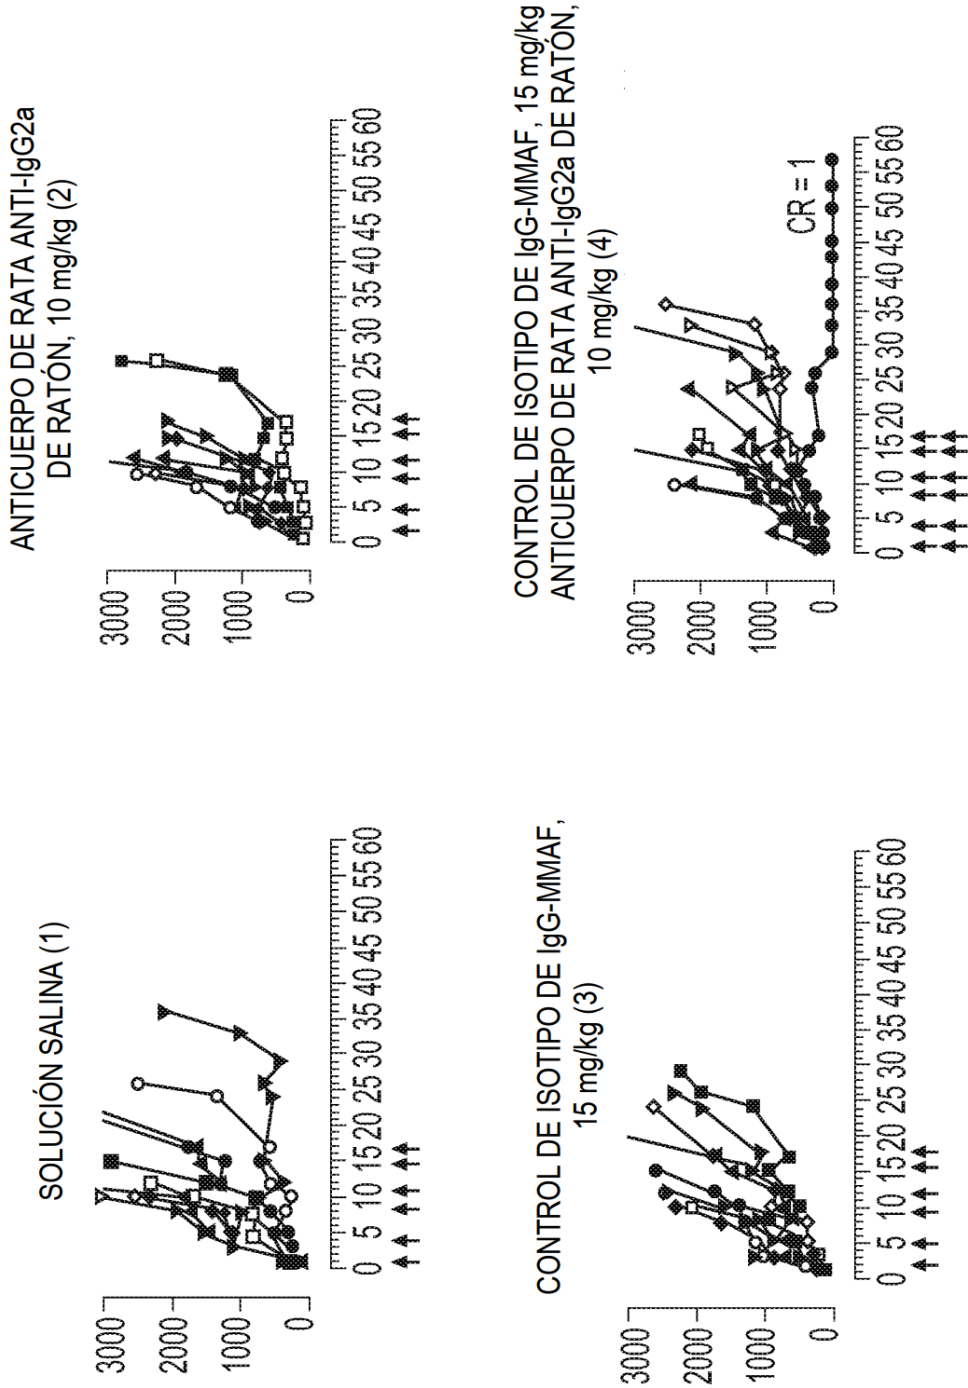 SOLUCIÓN SALINA (1)
3000
2000
1000
0
0 5 10 15 20 25 30 35 40 45 50 55 60
ANTICUERPO DE RATA ANTI-IgG2a
DE RATÓN, 10 mg/kg (2)
3000
2000
1000
0
0 5 10 15 20 25 30 35 40 45 50 55 60
CONTROL DE ISOTIPO DE IgG-MMAF,
15 mg/kg (3)
3000
2000
1000
0
0 5 10 15 20 25 30 35 40 45 50 55 60
CONTROL DE ISOTIPO DE IgG-MMAF, 15 mg/kg
ANTICUERPO DE RATA ANTI-IgG2a DE RATÓN,
10 mg/kg (4)
3000
2000
1000
0
CR = 1
0 5 10 15 20 25 30 35 40 45 50 55 60